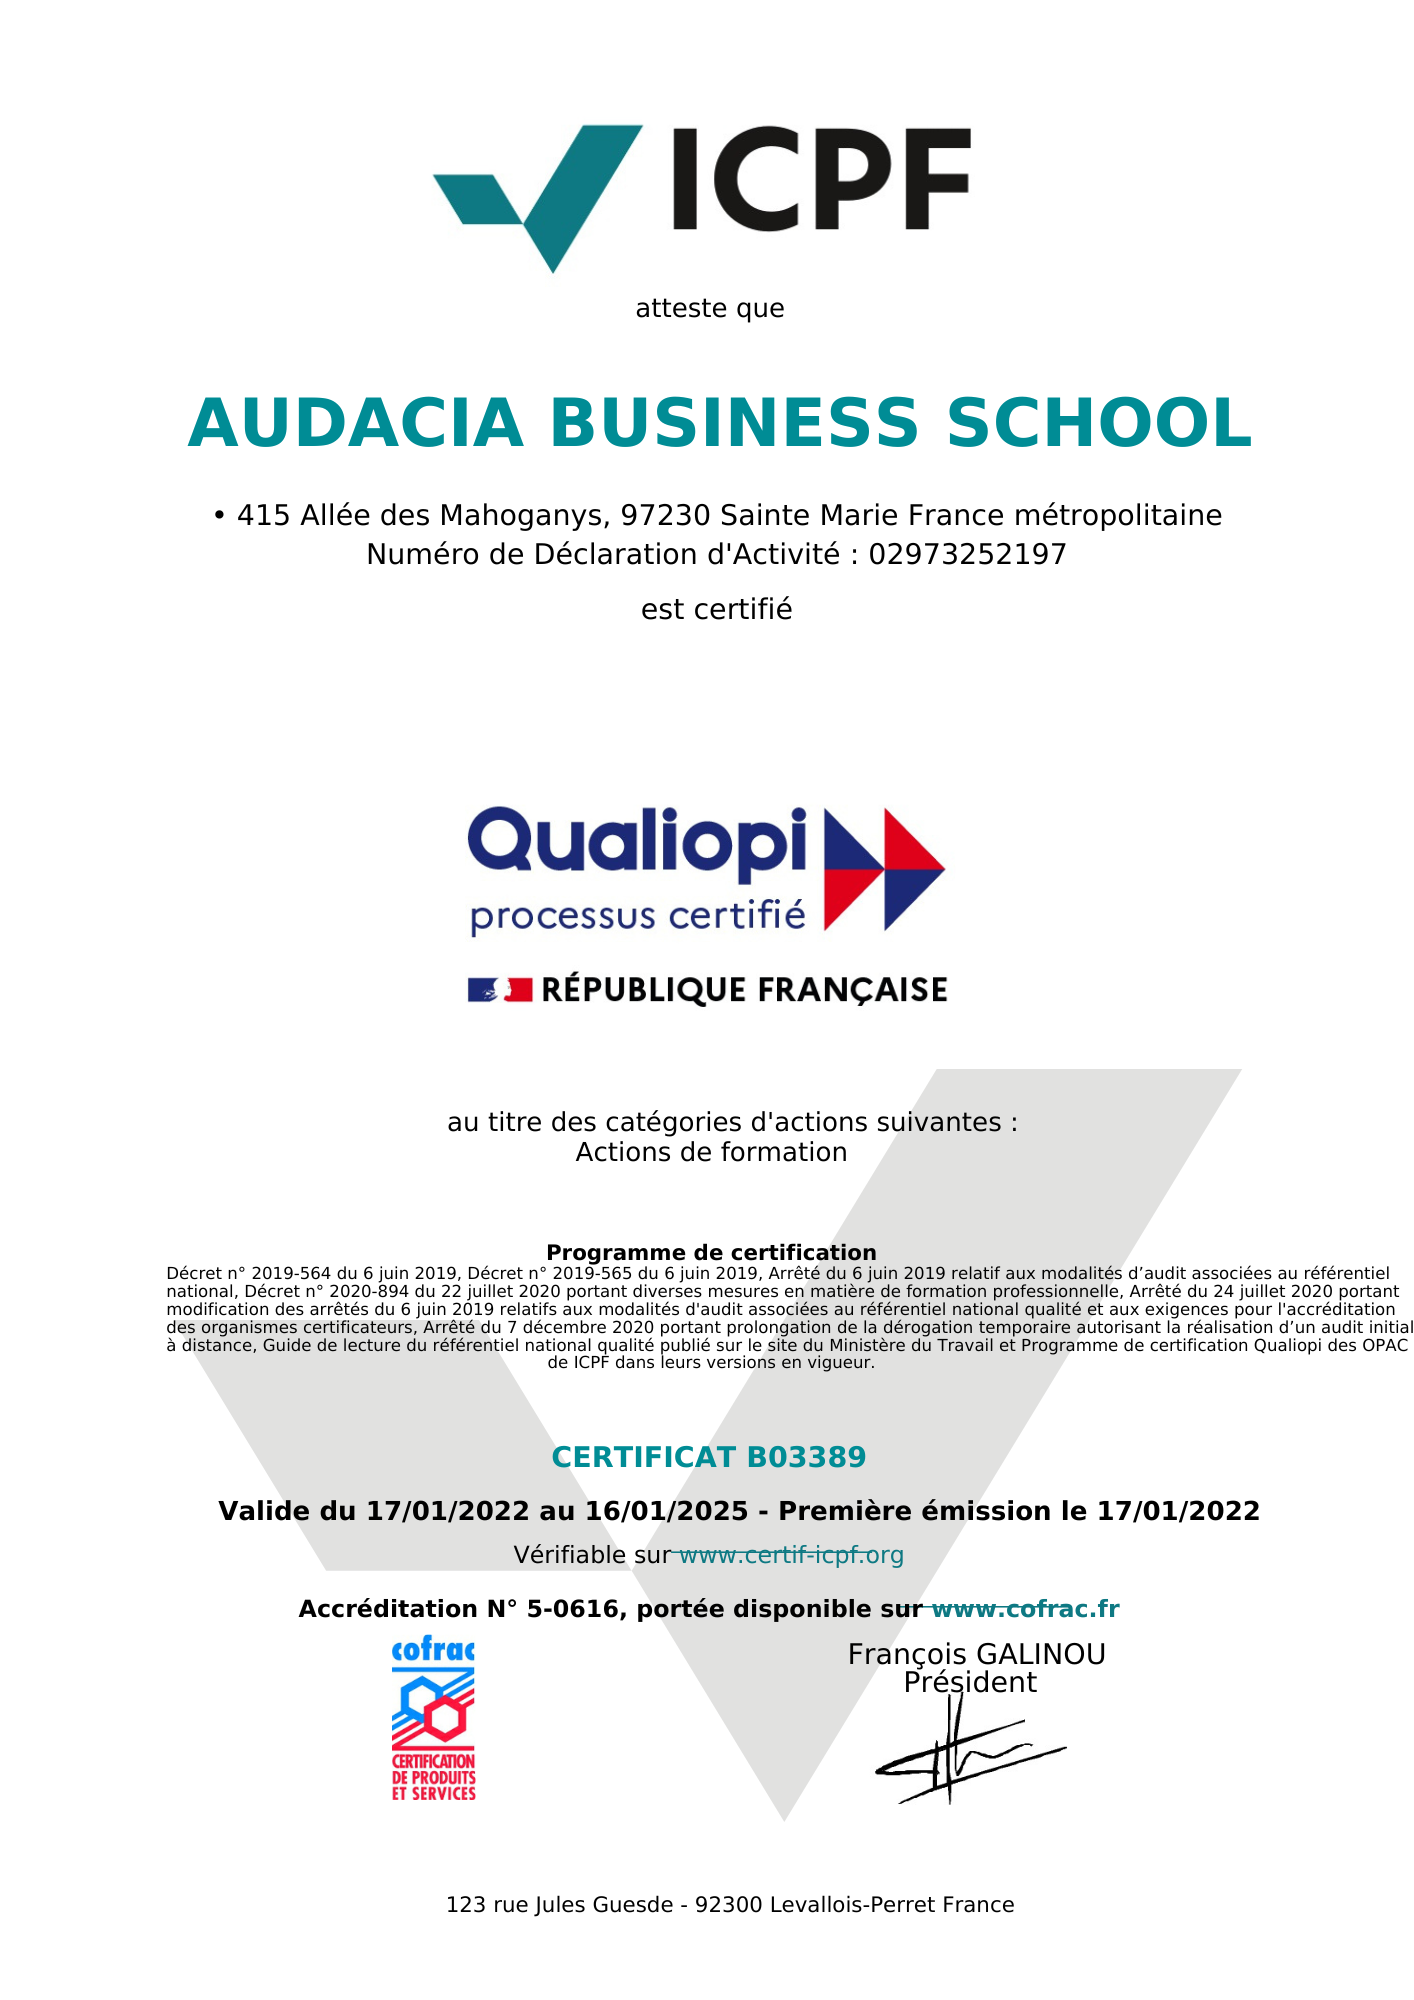 ICPF
atteste que
AUDACIA BUSINESS SCHOOL
• 415 Allée des Mahoganys, 97230 Sainte Marie France métropolitaine
Numéro de Déclaration d'Activité : 02973252197
est certifié
Qualiopi
processus certifié
RÉPUBLIQUE FRANÇAISE
au titre des catégories d'actions suivantes :
Actions de formation
Programme de certification
Décret n° 2019-564 du 6 juin 2019, Décret n° 2019-565 du 6 juin 2019, Arrêté du 6 juin 2019 relatif aux modalités d’audit associées au référentiel
national, Décret n° 2020-894 du 22 juillet 2020 portant diverses mesures en matière de formation professionnelle, Arrêté du 24 juillet 2020 portant
modification des arrêtés du 6 juin 2019 relatifs aux modalités d'audit associées au référentiel national qualité et aux exigences pour l'accréditation
des organismes certificateurs, Arrêté du 7 décembre 2020 portant prolongation de la dérogation temporaire autorisant la réalisation d’un audit initial
à distance, Guide de lecture du référentiel national qualité publié sur le site du Ministère du Travail et Programme de certification Qualiopi des OPAC
de ICPF dans leurs versions en vigueur.
CERTIFICAT B03389
Valide du 17/01/2022 au 16/01/2025 - Première émission le 17/01/2022
Vérifiable sur www.certif-icpf.org
Accréditation N° 5-0616, portée disponible sur www.cofrac.fr
cofrac
CERTIFICATION
DE PRODUITS
ET SERVICES
François GALINOU
Président
123 rue Jules Guesde - 92300 Levallois-Perret France